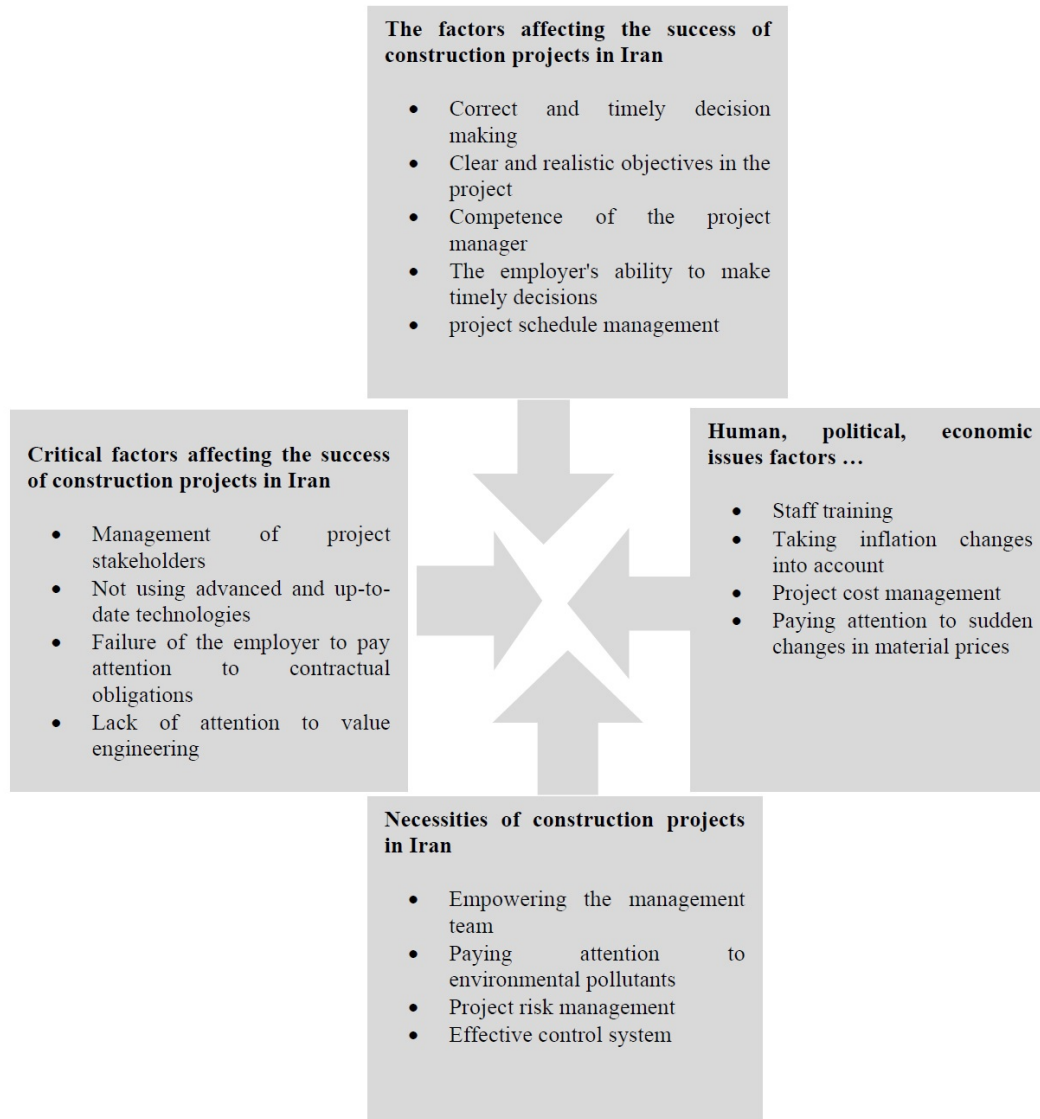 The factors affecting the success of
construction projects in Iran
• Correct and timely decision
making
• Clear and realistic objectives in the
project
• Competence of the project
manager
• The employer's ability to make
timely decisions
• project schedule management
Critical factors affecting the success
of construction projects in Iran
• Management of project
stakeholders
• Not using advanced and up-to-
date technologies
• Failure of the employer to pay
attention to contractual
obligations
• Lack of attention to value
engineering
Human, political, economic
issues factors …
• Staff training
• Taking inflation changes
into account
• Project cost management
• Paying attention to sudden
changes in material prices
Necessities of construction projects
in Iran
• Empowering the management
team
• Paying attention to
environmental pollutants
• Project risk management
• Effective control system